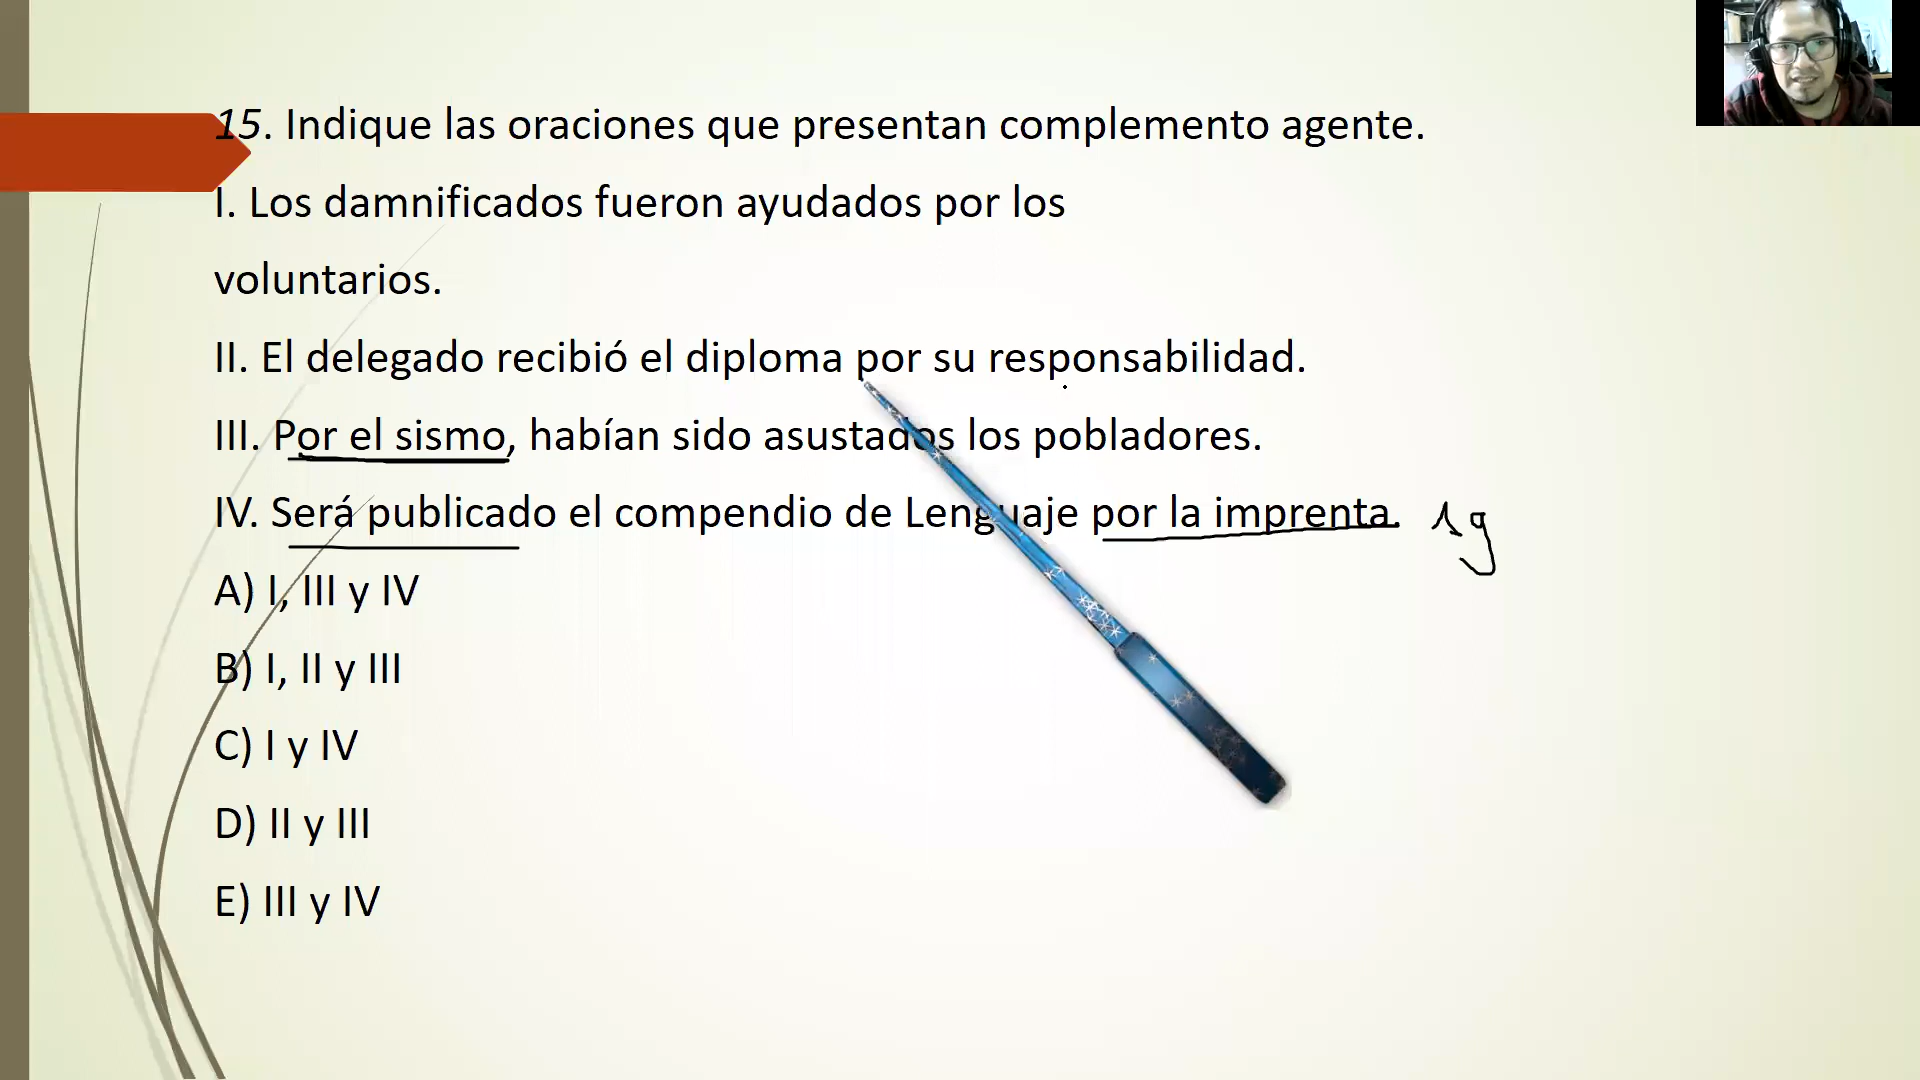 15. Indique las oraciones que presentan complemento agente.
I. Los damnificados fueron ayudados por los
voluntarios.
II. El delegado recibió el diploma por su responsabilidad.
III. Por el sismo, habían sido asustados los pobladores.
IV. Será publicado el compendio de Lenguaje por la imprenta. Ag
A) I, III y IV
B) I, II y III
C) I y IV
D) II y III
E) III y IV